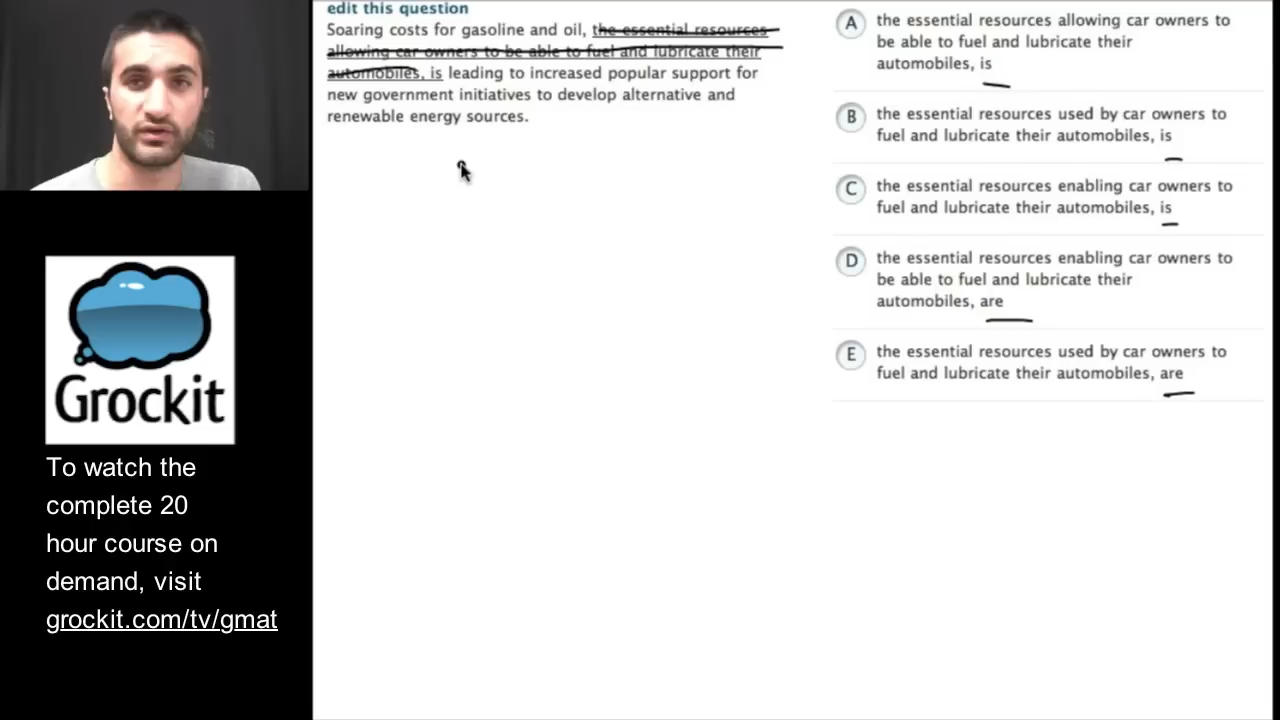 edit this question
Soaring costs for gasoline and oil, the essential resources
allowing car owners to be able to fuel and lubricate their
automobiles, is leading to increased popular support for
new government initiatives to develop alternative and
renewable energy sources.
A the essential resources allowing car owners to
be able to fuel and lubricate their
automobiles, is
B the essential resources used by car owners to
fuel and lubricate their automobiles, is
C the essential resources enabling car owners to
fuel and lubricate their automobiles, is
D the essential resources enabling car owners to
be able to fuel and lubricate their
automobiles, are
E the essential resources used by car owners to
fuel and lubricate their automobiles, are
Grockit
To watch the
complete 20
hour course on
demand, visit
grockit.com/tv/gmat